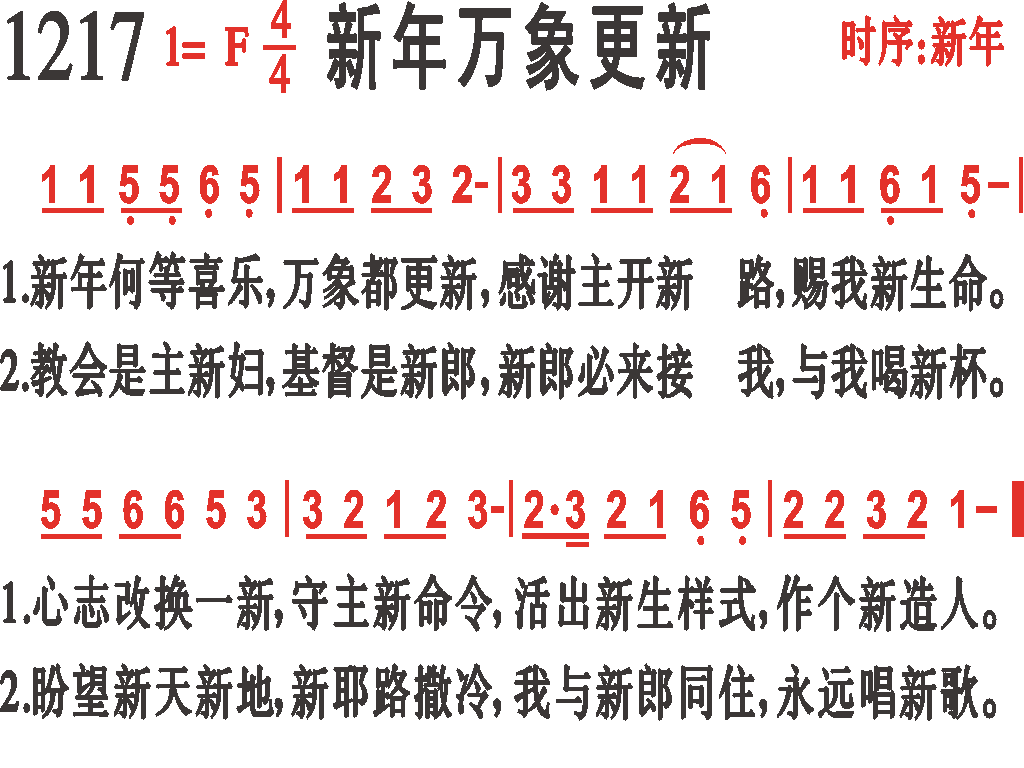 1217 1= F 4/4 新年万象更新 时序:新年
1 1 5 5 6 5 | 1 1 2 3 2- | 3 3 1 1 2 1 6 | 1 1 6 1 5- |
1.新年何等喜乐,万象都更新,感谢主开新 路,赐我新生命。
2.教会是主新妇,基督是新郎,新郎必来接 我,与我喝新杯。
5 5 6 6 5 3 | 3 2 1 2 3- | 2·3 2 1 6 5 | 2 2 3 2 1-
1.心志改换一新,守主新命令,活出新生样式,作个新造人。
2.盼望新天新地,新耶路撒冷,我与新郎同住,永远唱新歌。